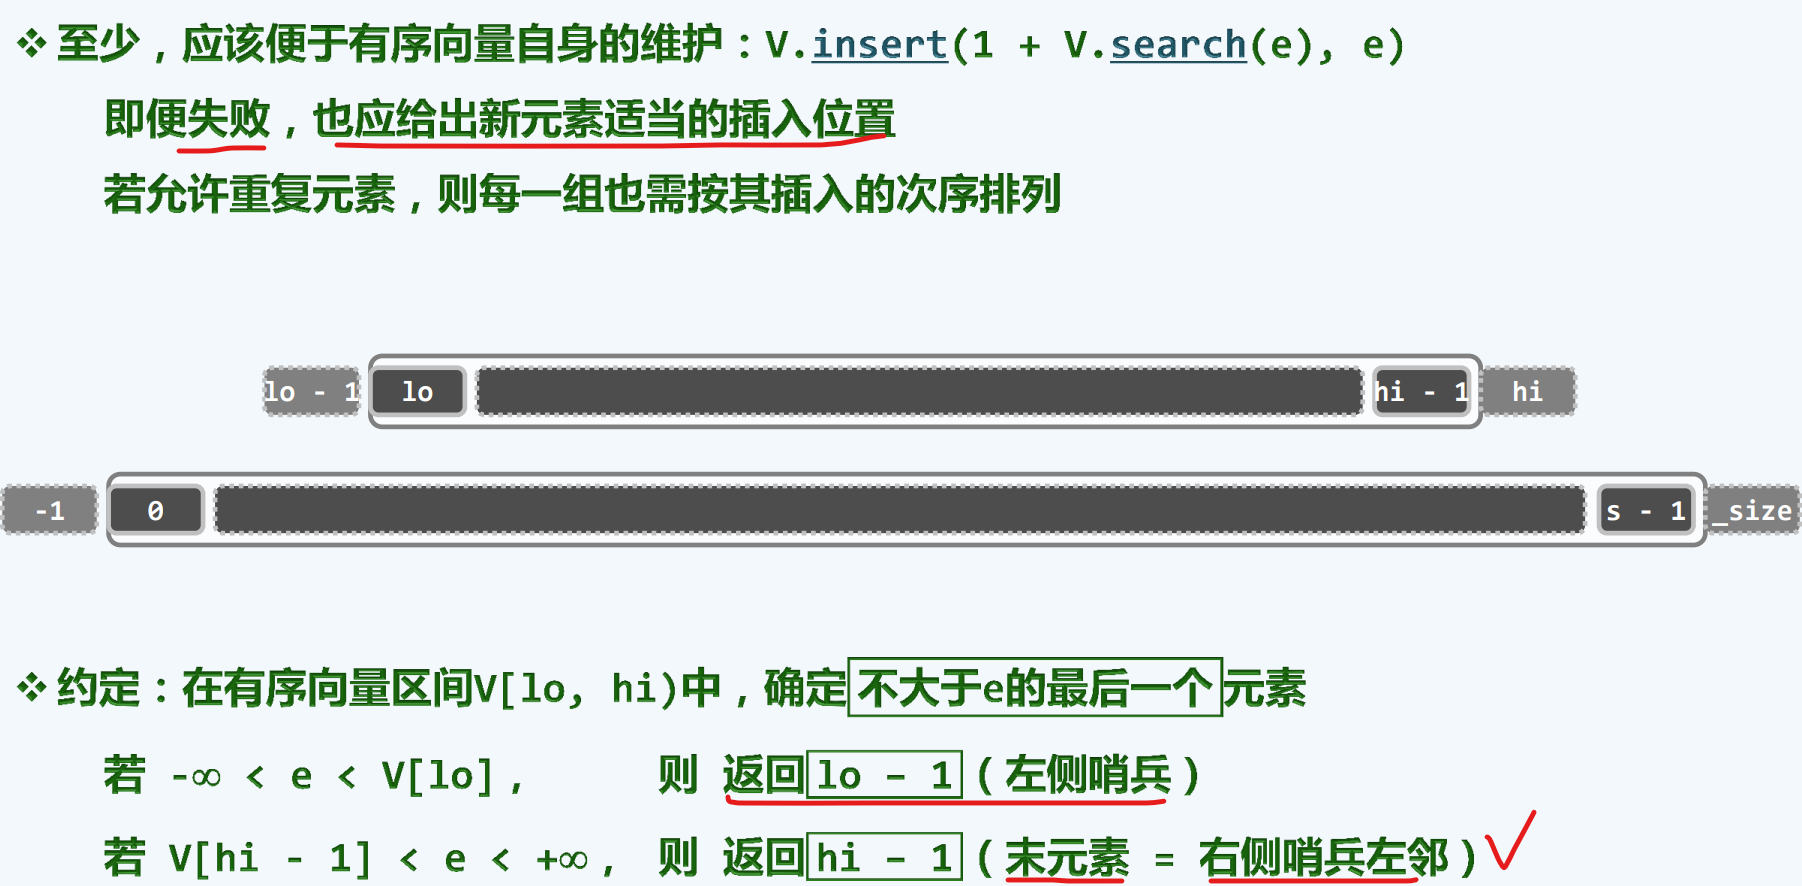 ❖ 至少，应该便于有序向量自身的维护：V.insert(1 + V.search(e), e)
即便失败，也应给出新元素适当的插入位置
若允许重复元素，则每一组也需按其插入的次序排列
lo - 1 lo hi - 1 hi
-1 0 s - 1 _size
❖ 约定：在有序向量区间V[lo, hi)中，确定不大于e的最后一个元素
若 -∞ < e < V[lo]， 则 返回 lo – 1（左侧哨兵）
若 V[hi - 1] < e < +∞， 则 返回 hi – 1（末元素 = 右侧哨兵左邻）